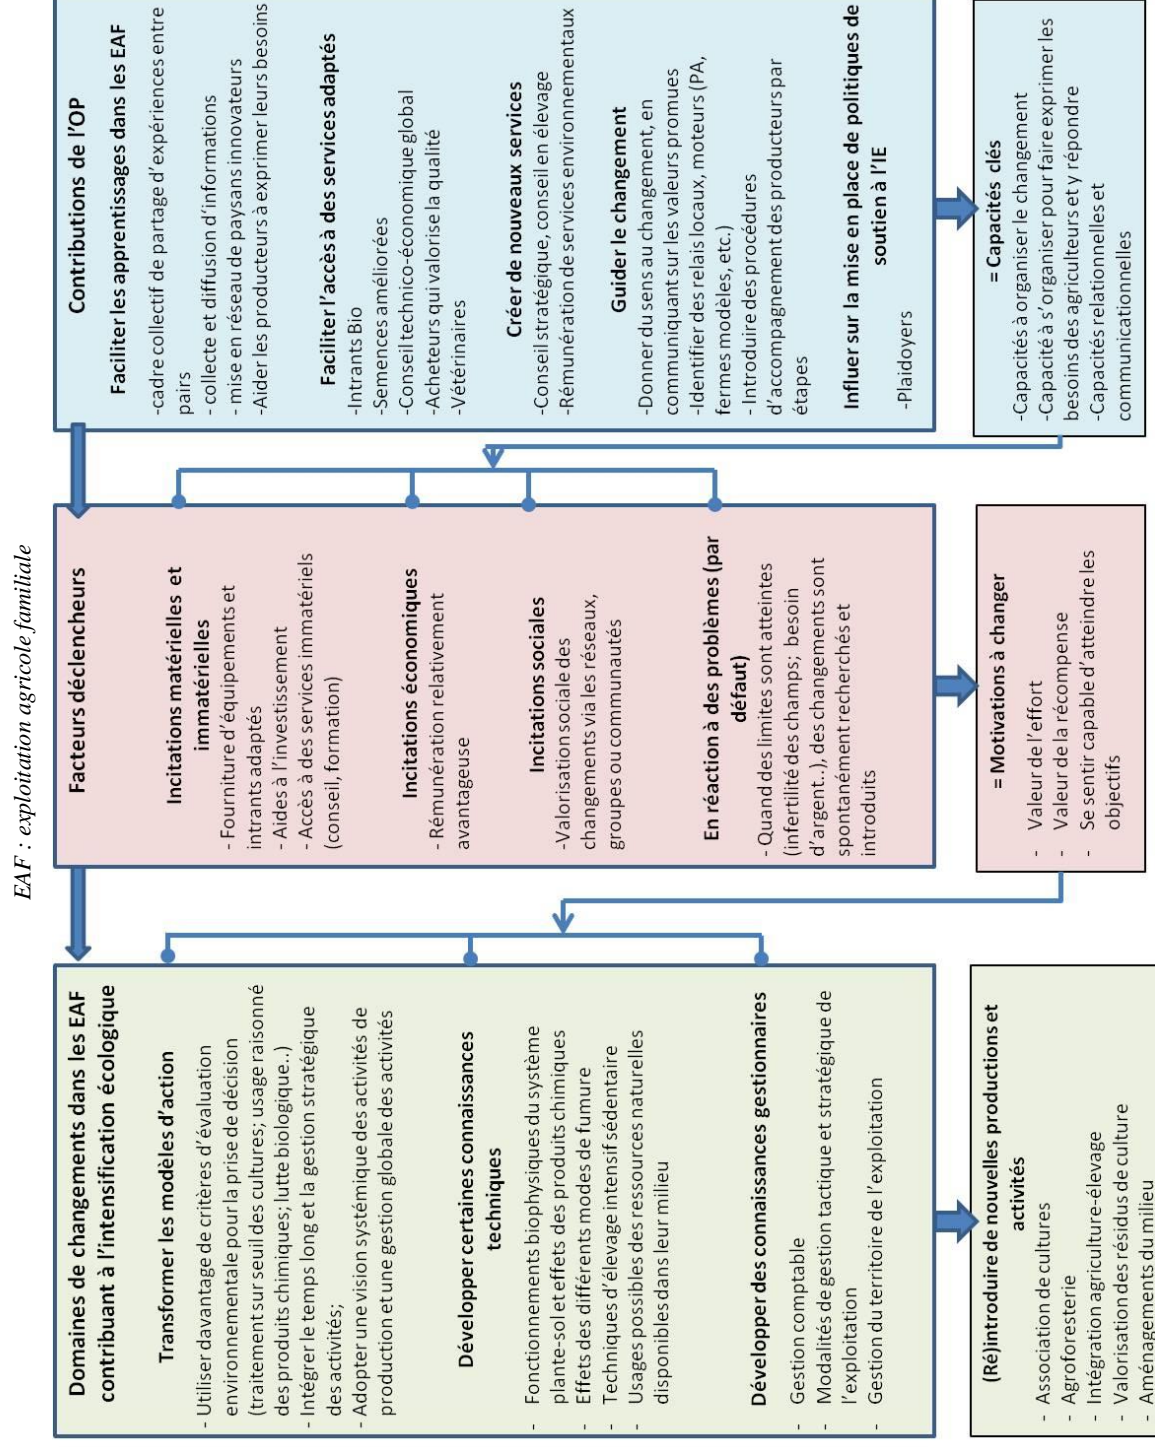 EAF : exploitation agricole familiale
Domaines de changements dans les EAF
contribuant à l'intensification écologique
Transformer les modèles d'action
- Utiliser davantage de critères d'évaluation
environnementale pour la prise de décision
(traitement sur seuil des cultures; usage raisonné
des produits chimiques; lutte biologique..)
- Intégrer le temps long et la gestion stratégique
des activités;
- Adopter une vision systémique des activités de
production et une gestion globale des activités
Développer certaines connaissances
techniques
- Fonctionnements biophysiques du système
plante-sol et effets des produits chimiques
- Effets des différents modes de fumure
- Techniques d'élevage intensif sédentaire
- Usages possibles des ressources naturelles
disponibles dans leur milieu
Développer des connaissances gestionnaires
- Gestion comptable
- Modalités de gestion tactique et stratégique de
l'exploitation
- Gestion du territoire de l'exploitation
(Ré)introduire de nouvelles productions et
activités
- Association de cultures
- Agroforesterie
- Intégration agriculture-élevage
- Valorisation des résidus de culture
- Aménagements du milieu
Facteurs déclencheurs
Incitations matérielles et
immatérielles
- Fourniture d'équipements et
intrants adaptés
- Aides à l'investissement
- Accès à des services immatériels
(conseil, formation)
Incitations économiques
- Rémunération relativement
avantageuse
Incitations sociales
-Valorisation sociale des
changements via les réseaux,
groupes ou communautés
En réaction à des problèmes (par
défaut)
- Quand des limites sont atteintes
(infertilité des champs; besoin
d'argent..), des changements sont
spontanément recherchés et
introduits
= Motivations à changer
- Valeur de l'effort
- Valeur de la récompense
- Se sentir capable d'atteindre les
objectifs
Contributions de l'OP
Faciliter les apprentissages dans les EAF
-cadre collectif de partage d'expériences entre
pairs
- collecte et diffusion d'informations
- mise en réseau de paysans innovateurs
-Aider les producteurs à exprimer leurs besoins
Faciliter l'accès à des services adaptés
-Intrants Bio
-Semences améliorées
-Conseil technico-économique global
-Acheteurs qui valorise la qualité
-Vétérinaires
Créer de nouveaux services
-Conseil stratégique, conseil en élevage
-Rémunération de services environnementaux
Guider le changement
-Donner du sens au changement, en
communiquant sur les valeurs promues
-Identifier des relais locaux, moteurs (PA,
fermes modèles, etc.)
- Introduire des procédures
d'accompagnement des producteurs par
étapes
Influer sur la mise en place de politiques de
soutien à l'IE
-Plaidoyers
= Capacités clés
-Capacités à organiser le changement
-Capacité à s'organiser pour faire exprimer les
besoins des agriculteurs et y répondre
-Capacités relationnelles et
communicationnelles